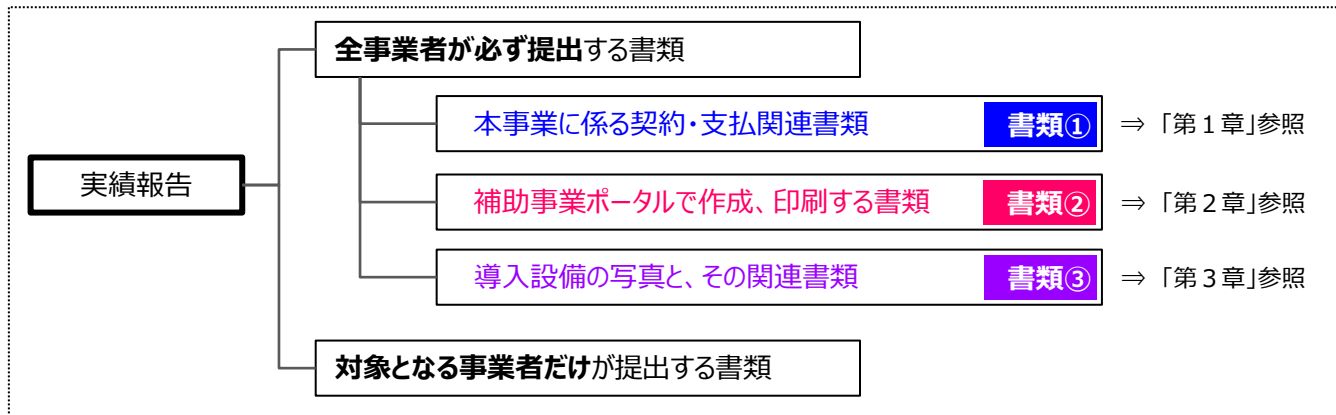 全事業者が必ず提出する書類
本事業に係る契約・支払関連書類 書類① ⇒ 「第1章」参照
実績報告
補助事業ポータルで作成、印刷する書類 書類② ⇒ 「第2章」参照
導入設備の写真と、その関連書類 書類③ ⇒ 「第3章」参照
対象となる事業者だけが提出する書類